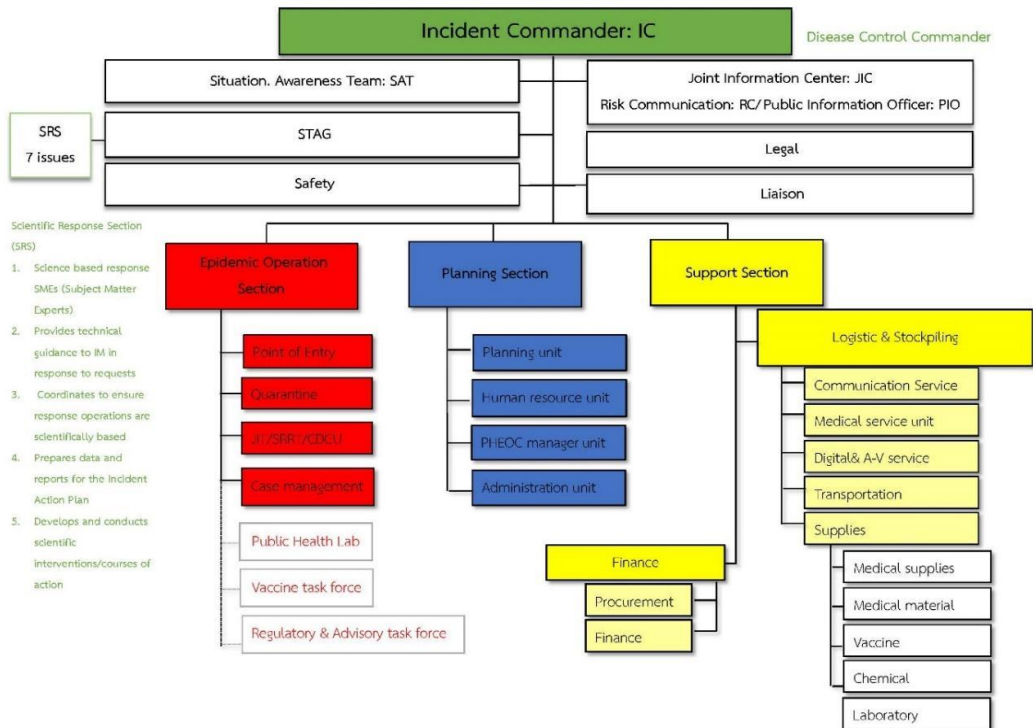 Incident Commander: IC
Disease Control Commander
Situation. Awareness Team: SAT
Joint Information Center: JIC
Risk Communication: RC/ Public Information Officer: PIO
SRS
7 issues
STAG
Legal
Safety
Liaison
Scientific Response Section
(SRS)
1. Science based response
SMEs (Subject Matter
Experts)
2. Provides technical
guidance to IM in
response to requests
3. Coordinates to ensure
response operations are
scientifically based
4. Prepares data and
reports for the Incident
Action Plan
5. Develops and conducts
scientific
interventions/courses of
action
Epidemic Operation
Section
Point of Entry
Quarantine
JIT/SRRT/CDCU
Case management
Public Health Lab
Vaccine task force
Regulatory & Advisory task force
Planning Section
Planning unit
Human resource unit
PHEOC manager unit
Administration unit
Support Section
Logistic & Stockpiling
Communication Service
Medical service unit
Digital& A-V service
Transportation
Supplies
Medical supplies
Medical material
Vaccine
Chemical
Laboratory
Finance
Procurement
Finance